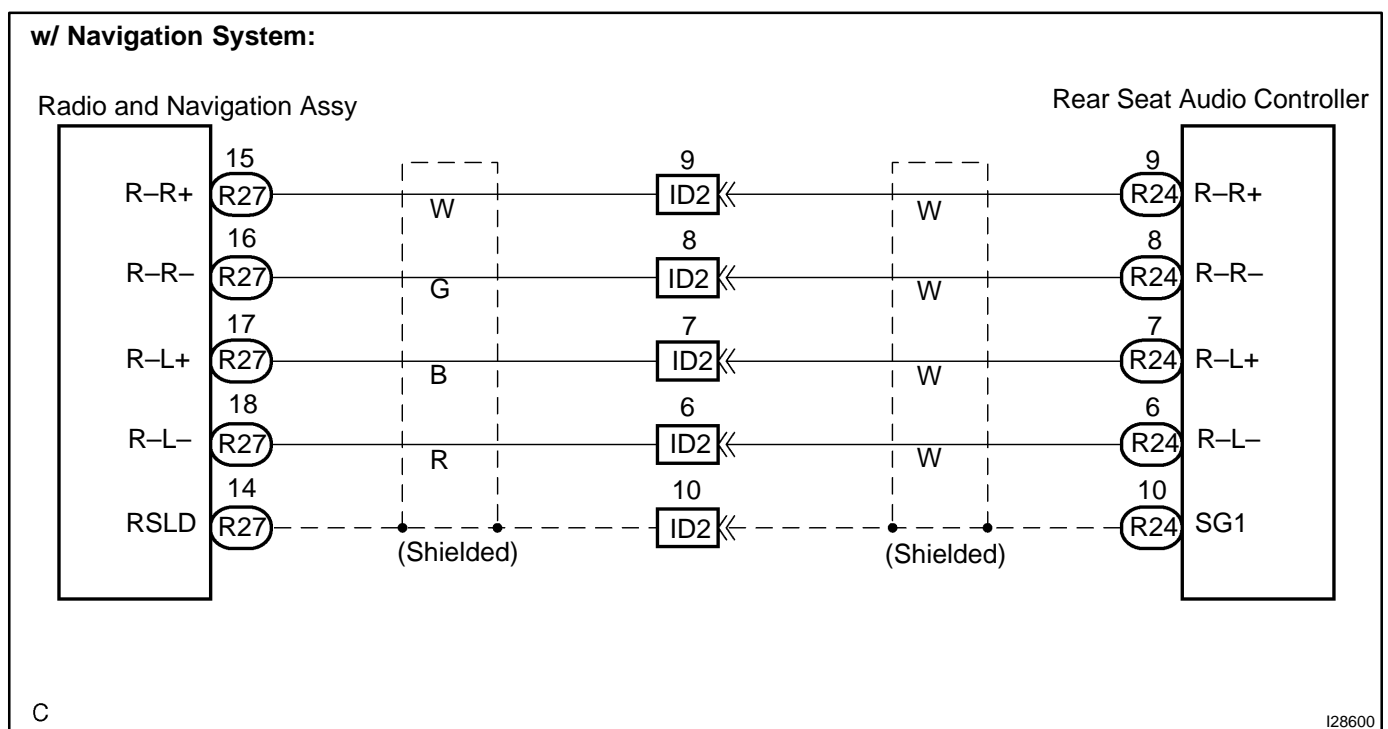 w/ Navigation System:
Radio and Navigation Assy
Rear Seat Audio Controller
15 9 9
R–R+ R27 W ID2 W R24 R–R+
16 8 8
R–R– R27 G ID2 W R24 R–R–
17 7 7
R–L+ R27 B ID2 W R24 R–L+
18 6 6
R–L– R27 R ID2 W R24 R–L–
14 10 10
RSLD R27 ID2 R24 SG1
(Shielded) (Shielded)
C
I28600